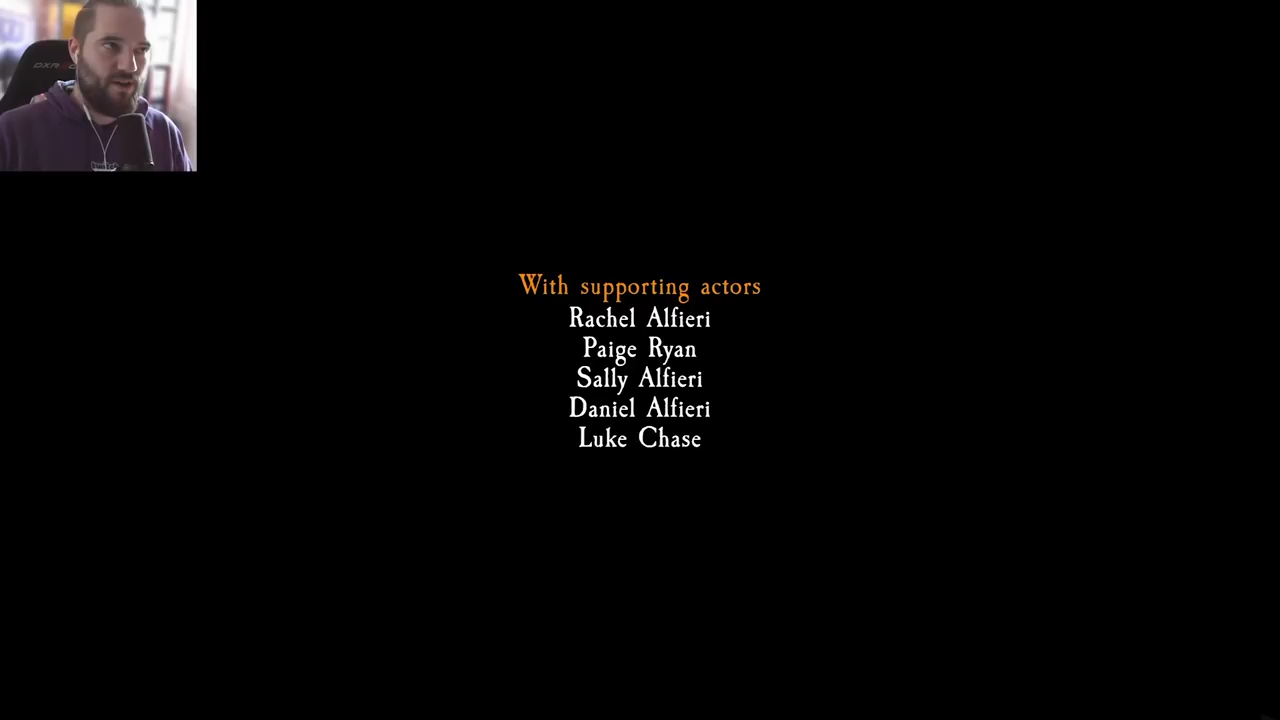 With supporting actors
Rachel Alfieri
Paige Ryan
Sally Alfieri
Daniel Alfieri
Luke Chase